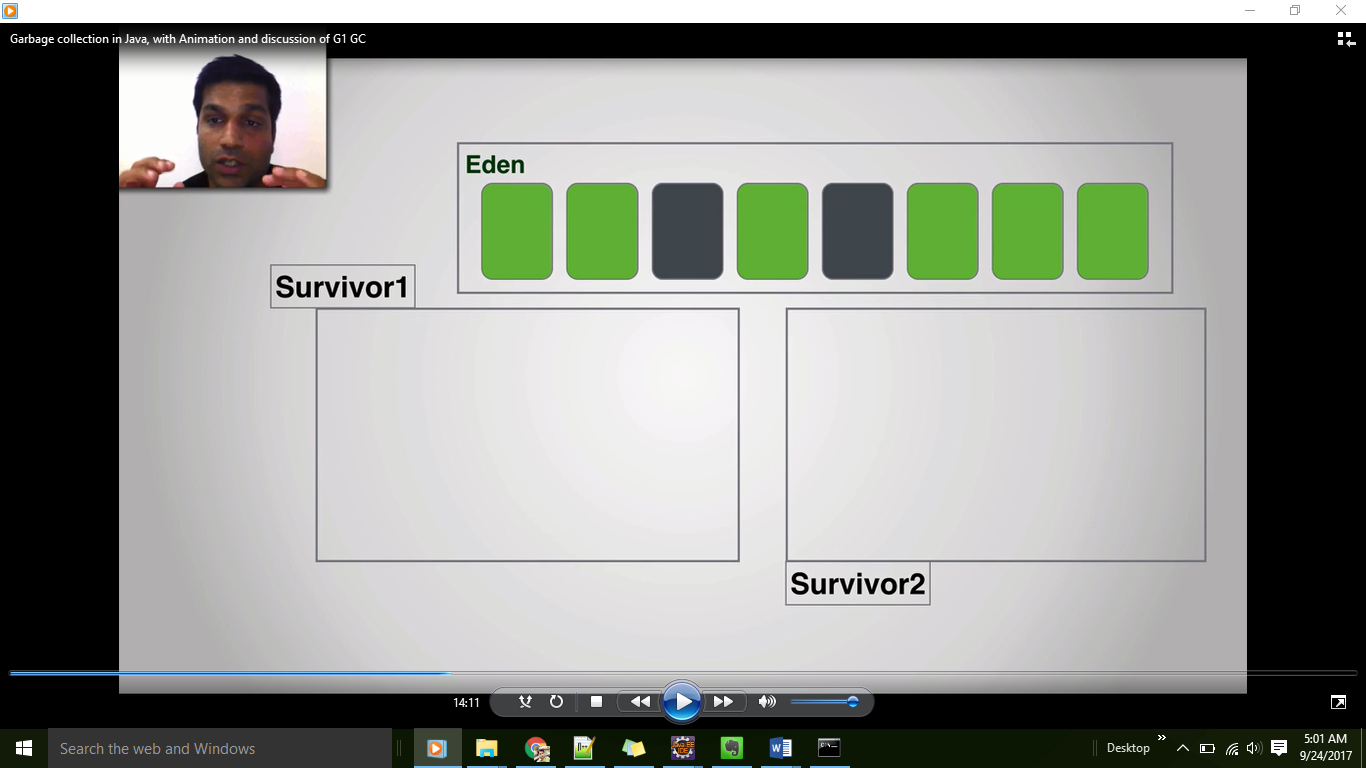 Garbage collection in Java, with Animation and discussion of G1 GC
Eden
Survivor1
Survivor2
14:11
Search the web and Windows
Desktop
5:01 AM
9/24/2017